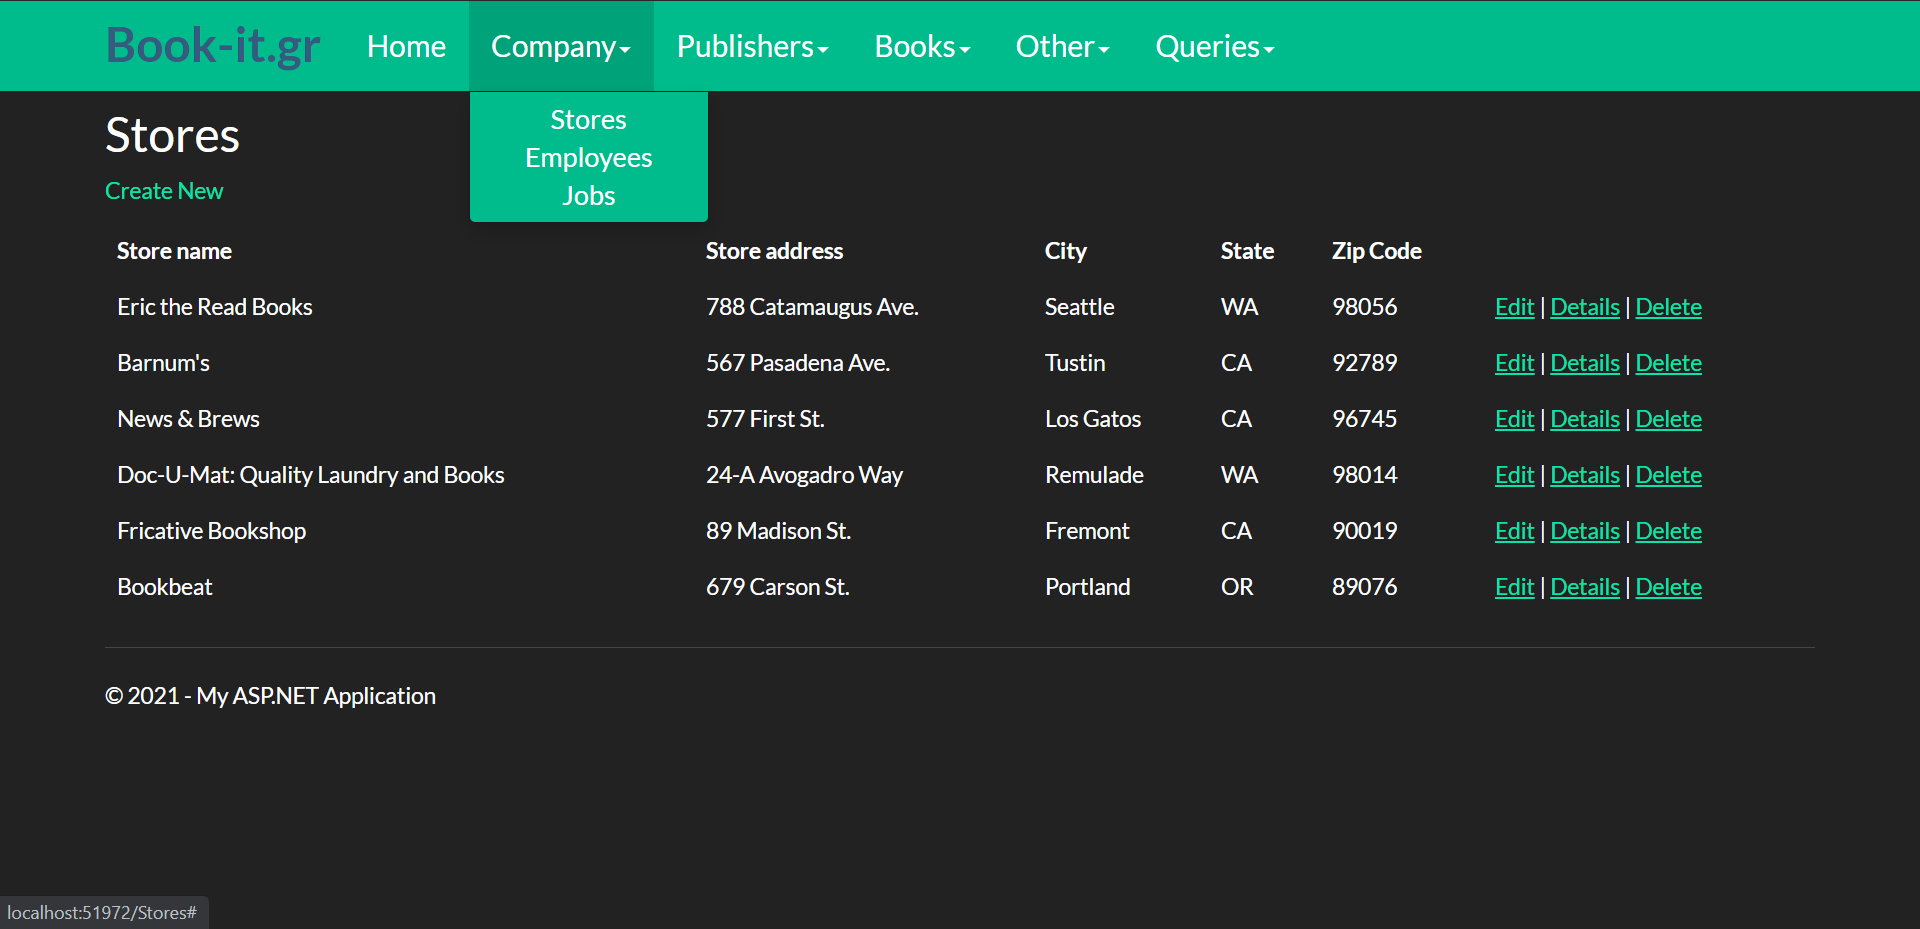 Book-it.gr Home Company Publishers Books Other Queries
Stores
Employees
Jobs
Stores
Create New
Store name Store address City State Zip Code
Eric the Read Books 788 Catamaugus Ave. Seattle WA 98056 Edit | Details | Delete
Barnum's 567 Pasadena Ave. Tustin CA 92789 Edit | Details | Delete
News & Brews 577 First St. Los Gatos CA 96745 Edit | Details | Delete
Doc-U-Mat: Quality Laundry and Books 24-A Avogadro Way Remulade WA 98014 Edit | Details | Delete
Fricative Bookshop 89 Madison St. Fremont CA 90019 Edit | Details | Delete
Bookbeat 679 Carson St. Portland OR 89076 Edit | Details | Delete
© 2021 - My ASP.NET Application
localhost:51972/Stores#